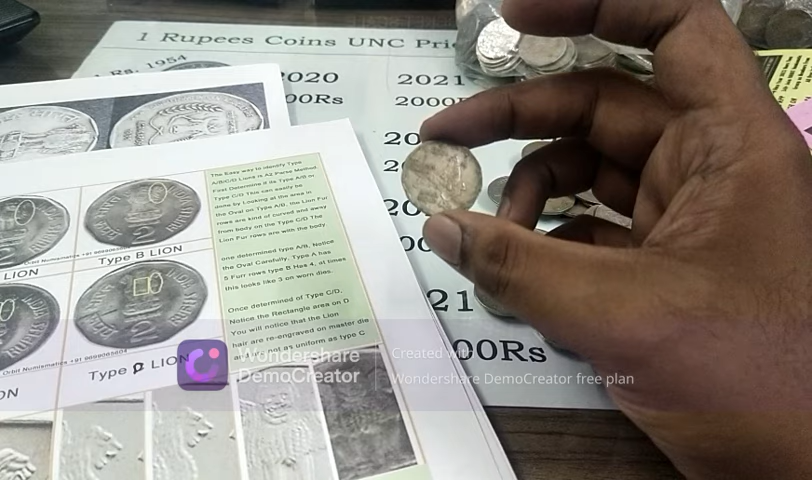 1 Rupees Coins UNC
Rs. 1954
2020
2021
00Rs
2000
The Easy way to identify Type
A/B/C/D Lions is A2 Parse Method.
First Determine if its Type A/B or
Type C/D This can easily be
done by Looking at the area in
the Oval on Type A/B, the Lion Fur
rows are kind of curved and away
from body on the Type C/D The
Lion Fur rows are with the body.
one determined type A/B, Notice
the Oval Carefully. Type A has
5 Furr rows type B Has 4, at times
this looks like 3 on worn dies.
Once determined of Type C/D,
Notice the Rectangle area on D
You will notice that the Lion
hair are re-engraved on master die
not as uniform as type C
LION
Type B LION
Orbit Numismatics +91 9699065604
Type D LION
ON
21
00Rs
Wondershare
DemoCreator
Created with
Wondershare DemoCreator free plan